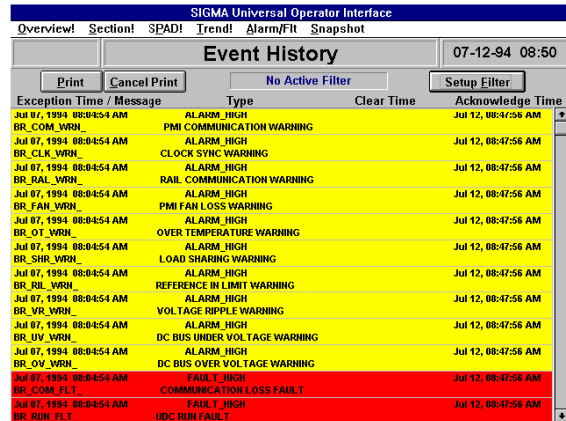 SIGMA Universal Operator Interface
Overview! Section! SPAD! Trend! Alarm/Flt Snapshot
Event History 07-12-94 08:50
Print Cancel Print No Active Filter Setup Filter
Exception Time / Message Type Clear Time Acknowledge Time
Jul 07, 1994 08:04:54 AM ALARM_HIGH Jul 12, 08:47:56 AM
BR_COM_WRN_ PMI COMMUNICATION WARNING
Jul 07, 1994 08:04:54 AM ALARM_HIGH Jul 12, 08:47:56 AM
BR_CLK_WRN_ CLOCK SYNC WARNING
Jul 07, 1994 08:04:54 AM ALARM_HIGH Jul 12, 08:47:56 AM
BR_RAL_WRN_ RAIL COMMUNICATION WARNING
Jul 07, 1994 08:04:54 AM ALARM_HIGH Jul 12, 08:47:56 AM
BR_FAN_WRN_ PMI FAN LOSS WARNING
Jul 07, 1994 08:04:54 AM ALARM_HIGH Jul 12, 08:47:56 AM
BR_OT_WRN_ OVER TEMPERATURE WARNING
Jul 07, 1994 08:04:54 AM ALARM_HIGH Jul 12, 08:47:56 AM
BR_SHR_WRN_ LOAD SHARING WARNING
Jul 07, 1994 08:04:54 AM ALARM_HIGH Jul 12, 08:47:56 AM
BR_RIL_WRN_ REFERENCE IN LIMIT WARNING
Jul 07, 1994 08:04:54 AM ALARM_HIGH Jul 12, 08:47:56 AM
BR_VR_WRN_ VOLTAGE RIPPLE WARNING
Jul 07, 1994 08:04:54 AM ALARM_HIGH Jul 12, 08:47:56 AM
BR_UV_WRN_ DC BUS UNDER VOLTAGE WARNING
Jul 07, 1994 08:04:54 AM ALARM_HIGH Jul 12, 08:47:56 AM
BR_OV_WRN_ DC BUS OVER VOLTAGE WARNING
Jul 07, 1994 08:04:54 AM FAULT_HIGH Jul 12, 08:47:56 AM
BR_COM_FLT_ COMMUNICATION LOSS FAULT
Jul 07, 1994 08:04:54 AM FAULT_HIGH Jul 12, 08:47:56 AM
BR_RUN_FLT_ UDC RUN FAULT